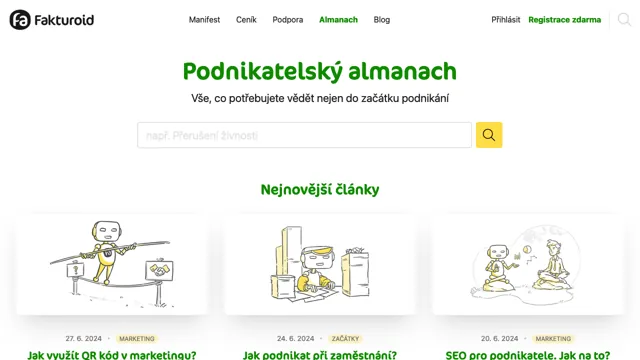 Fakturoid Manifest Ceník Podpora Almanach Blog Přihlásit Registrace zdarma
Podnikatelský almanach
Vše, co potřebujete vědět nejen do začátku podnikání
např. Přerušení živnosti
Nejnovější články
27. 6. 2024 • MARKETING
Jak využít QR kód v marketingu?
24. 6. 2024 • ZAČÁTKY
Jak podnikat při zaměstnání?
20. 6. 2024 • MARKETING
SEO pro podnikatele. Jak na to?